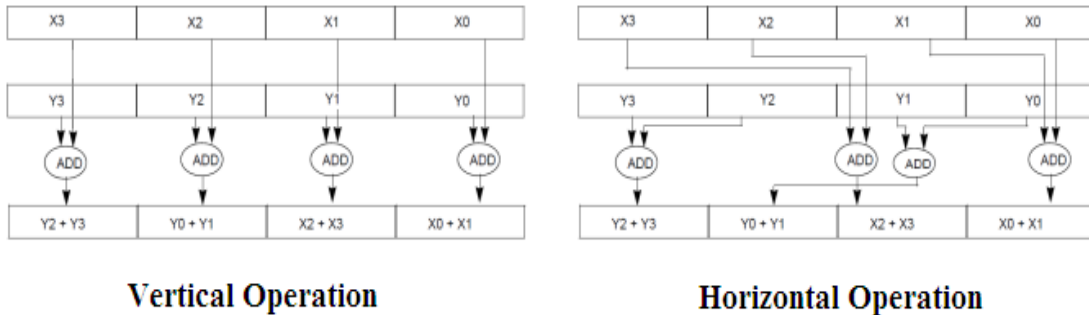 X3 X2 X1 X0
Y3 Y2 Y1 Y0
ADD ADD ADD ADD
Y2 + Y3 Y0 + Y1 X2 + X3 X0 + X1
Vertical Operation
X3 X2 X1 X0
Y3 Y2 Y1 Y0
ADD ADD ADD ADD
Y2 + Y3 Y0 + Y1 X2 + X3 X0 + X1
Horizontal Operation